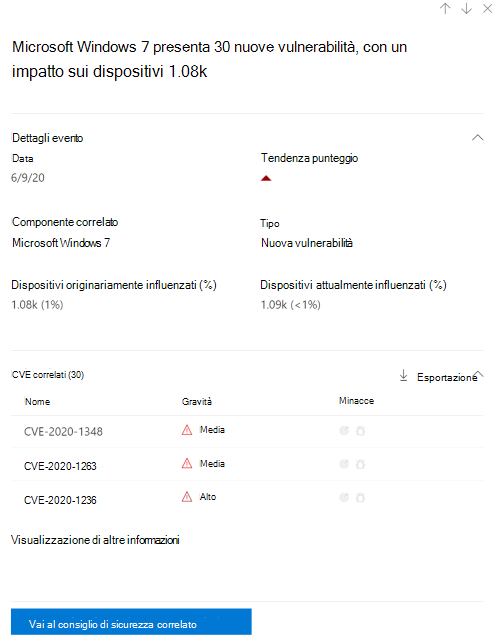 Microsoft Windows 7 presenta 30 nuove vulnerabilità, con un
impatto sui dispositivi 1.08k
Dettagli evento
Data
Tendenza punteggio
6/9/20
Componente correlato
Tipo
Microsoft Windows 7
Nuova vulnerabilità
Dispositivi originariamente influenzati (%)
Dispositivi attualmente influenzati (%)
1.08k (1%)
1.09k (<1%)
CVE correlati (30)
Esportazione
Nome
Gravità
Minacce
CVE-2020-1348
Media
CVE-2020-1263
Media
CVE-2020-1236
Alto
Visualizzazione di altre informazioni
Vai al consiglio di sicurezza correlato